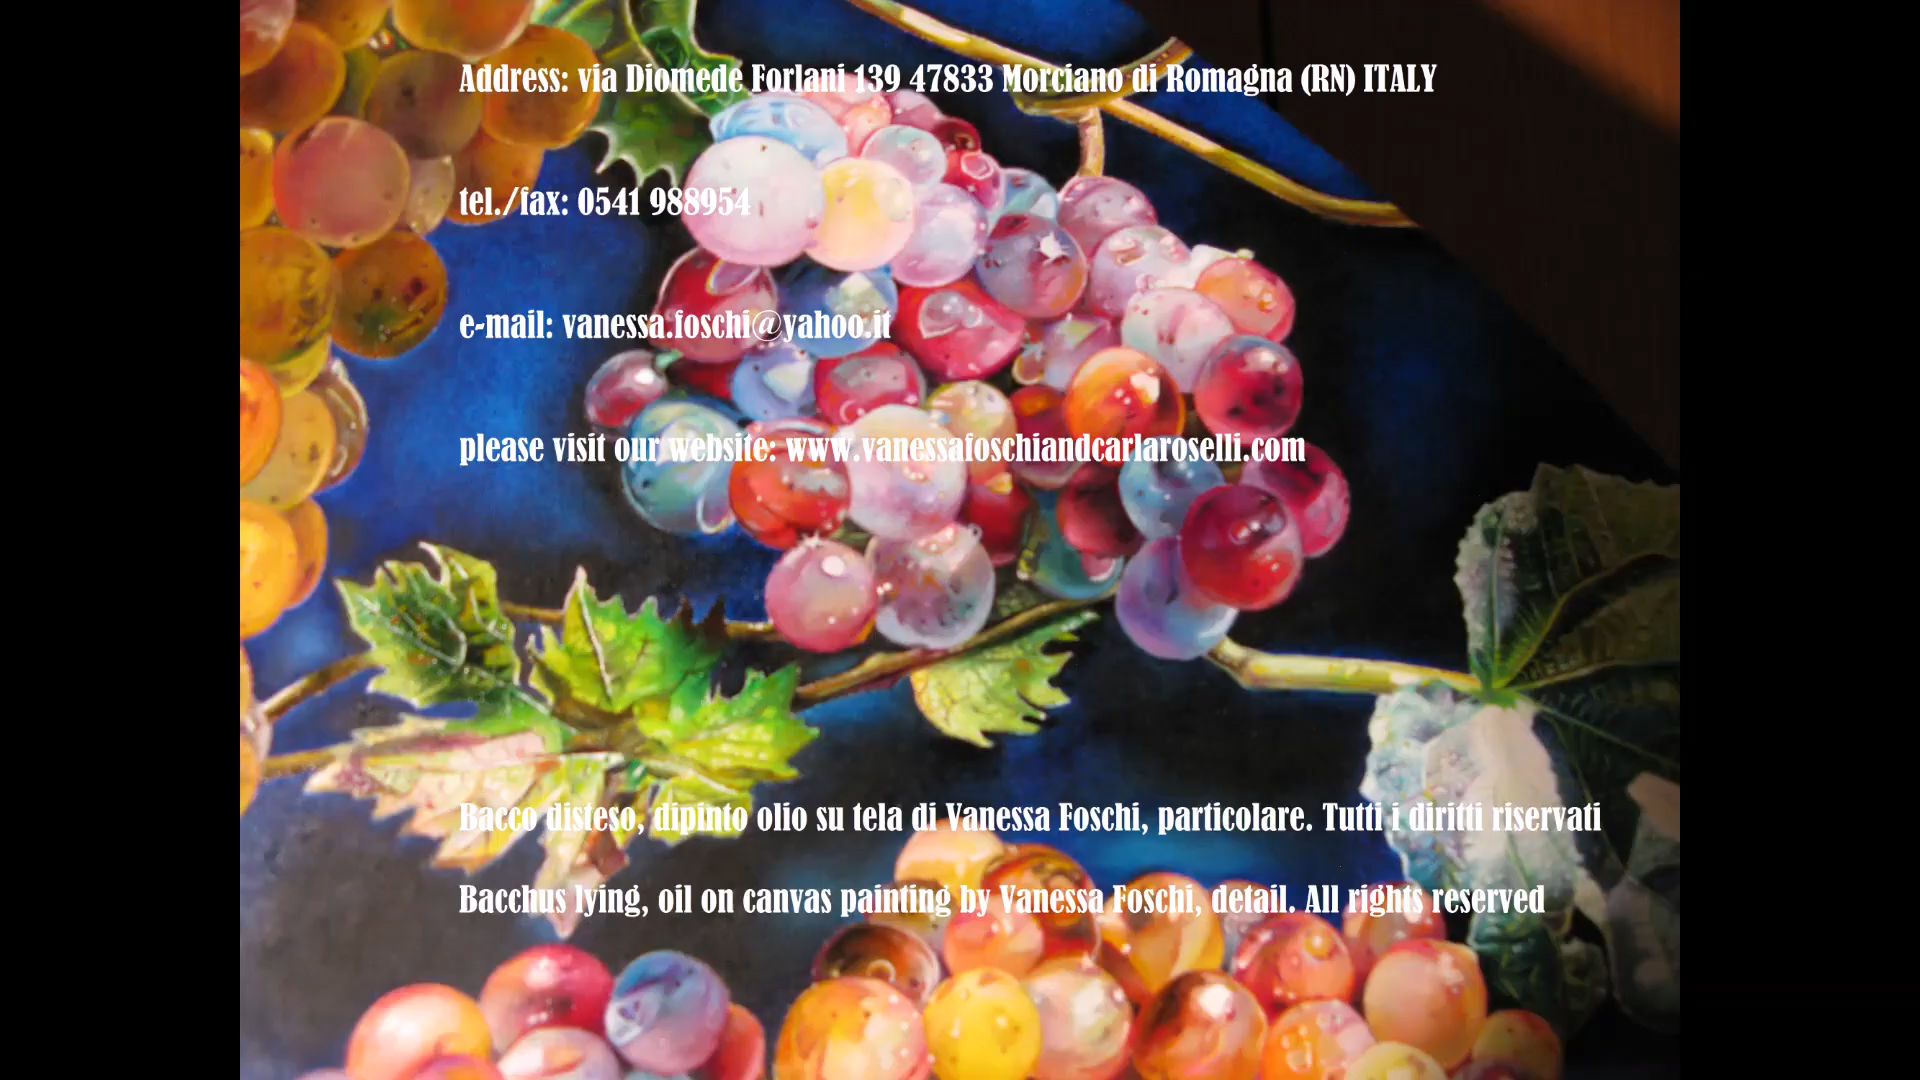 Address: via Diomede Forlani 139 47833 Morciano di Romagna (RN) ITALY
tel./fax: 0541 988954
e-mail: vanessa.foschi@yahoo.it
please visit our website: www.vanessafoschiandcarlaroselli.com
Bacco disteso, dipinto olio su tela di Vanessa Foschi, particolare. Tutti i diritti riservati
Bacchus lying, oil on canvas painting by Vanessa Foschi, detail. All rights reserved